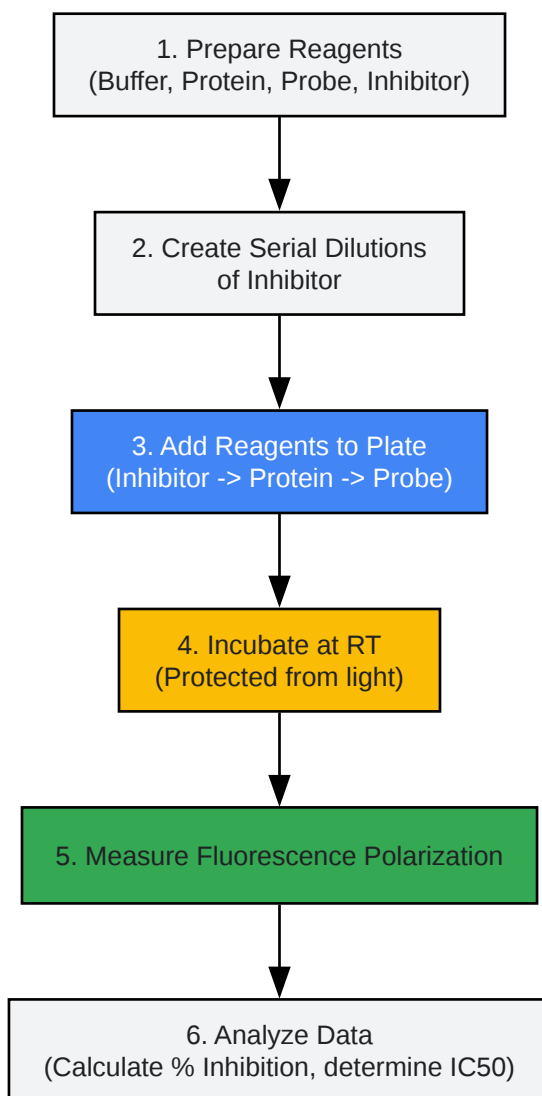 1. Prepare Reagents
(Buffer, Protein, Probe, Inhibitor)
2. Create Serial Dilutions
of Inhibitor
3. Add Reagents to Plate
(Inhibitor -> Protein -> Probe)
4. Incubate at RT
(Protected from light)
5. Measure Fluorescence Polarization
6. Analyze Data
(Calculate % Inhibition, determine IC50)